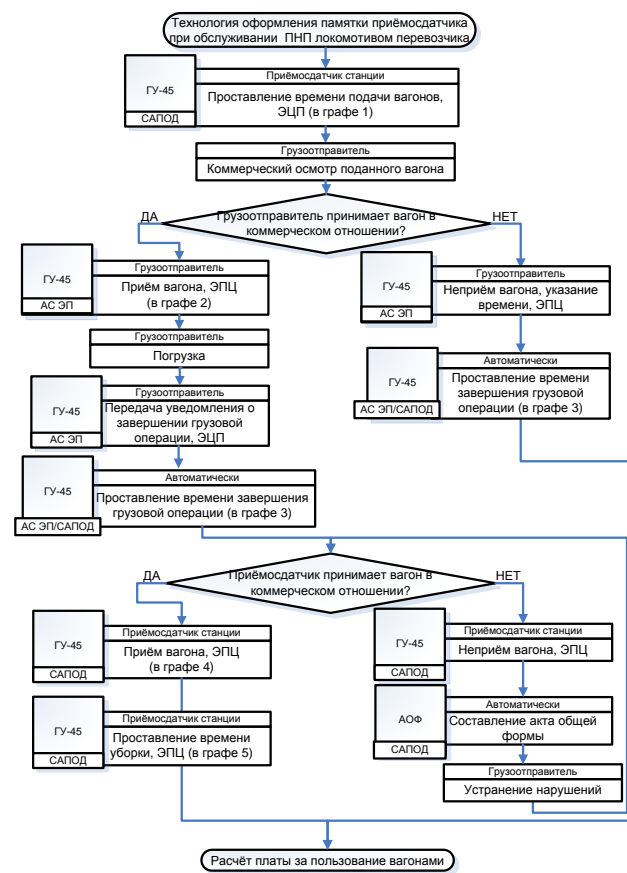 Технология оформления памятки приёмосдатчика
при обслуживании ПНП локомотивом перевозчика
ГУ-45
САПОД
Приёмосдатчик станции
Проставление времени подачи вагонов,
ЭЦП (в графе 1)
Грузоотправитель
Коммерческий осмотр поданного вагона
Грузоотправитель принимает вагон в
коммерческом отношении?
ДА
НЕТ
ГУ-45
АС ЭП
Грузоотправитель
Приём вагона, ЭПЦ
(в графе 2)
ГУ-45
АС ЭП
Грузоотправитель
Неприём вагона, указание
времени, ЭПЦ
Грузоотправитель
Погрузка
ГУ-45
АС ЭП/САПОД
Автоматически
Проставление времени
завершения грузовой
операции (в графе 3)
ГУ-45
АС ЭП
Грузоотправитель
Передача уведомления о
завершении грузовой
операции, ЭЦП
ГУ-45
АС ЭП/САПОД
Автоматически
Проставление времени завершения
грузовой операции (в графе 3)
Приёмосдатчик принимает вагон в
коммерческом отношении?
ДА
НЕТ
ГУ-45
САПОД
Приёмосдатчик станции
Приём вагона, ЭПЦ
(в графе 4)
ГУ-45
САПОД
Приёмосдатчик станции
Неприём вагона, ЭПЦ
ГУ-45
САПОД
Приёмосдатчик станции
Проставление времени
уборки, ЭПЦ (в графе 5)
АОФ
САПОД
Автоматически
Составление акта общей
формы
Грузоотправитель
Устранение нарушений
Расчёт платы за пользование вагонами